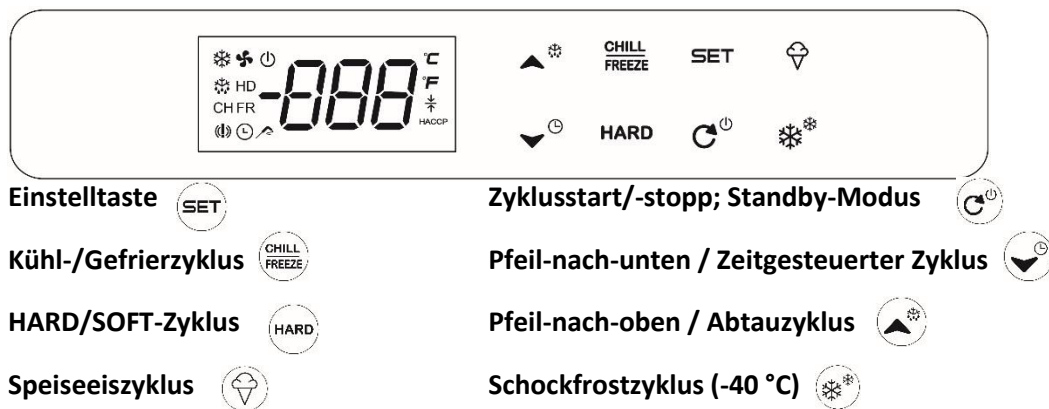 °C
CHILL
FREEZE
SET
HD
-888
°F
CH FR
HACCP
HARD
Einstelltaste SET
Zyklusstart/-stopp; Standby-Modus
Kühl-/Gefrierzyklus CHILL FREEZE
Pfeil-nach-unten / Zeitgesteuerter Zyklus
HARD/SOFT-Zyklus HARD
Pfeil-nach-oben / Abtauzyklus
Speiseeiszyklus
Schockfrostzyklus (-40 °C)